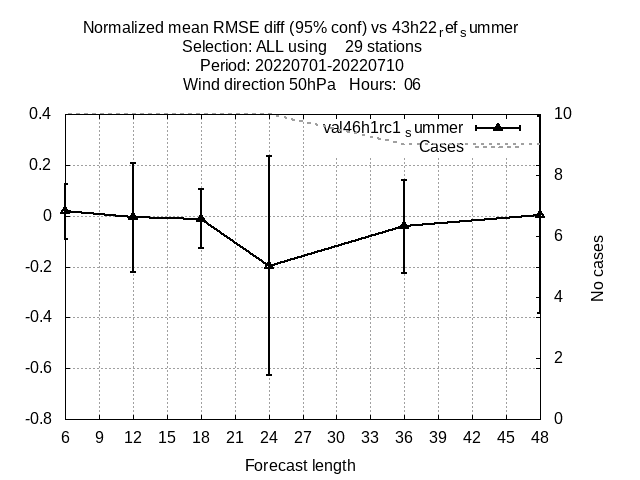 Normalized mean RMSE diff (95% conf) vs 43h22refsummer
Selection: ALL using    29 stations
Period: 20220701-20220710
Wind direction 50hPa   Hours:  06
val46h1rc1summer
Cases
0.4
0.2
0
-0.2
-0.4
-0.6
-0.8
10
8
6
4
2
0
No cases
6 9 12 15 18 21 24 27 30 33 36 39 42 45 48
Forecast length